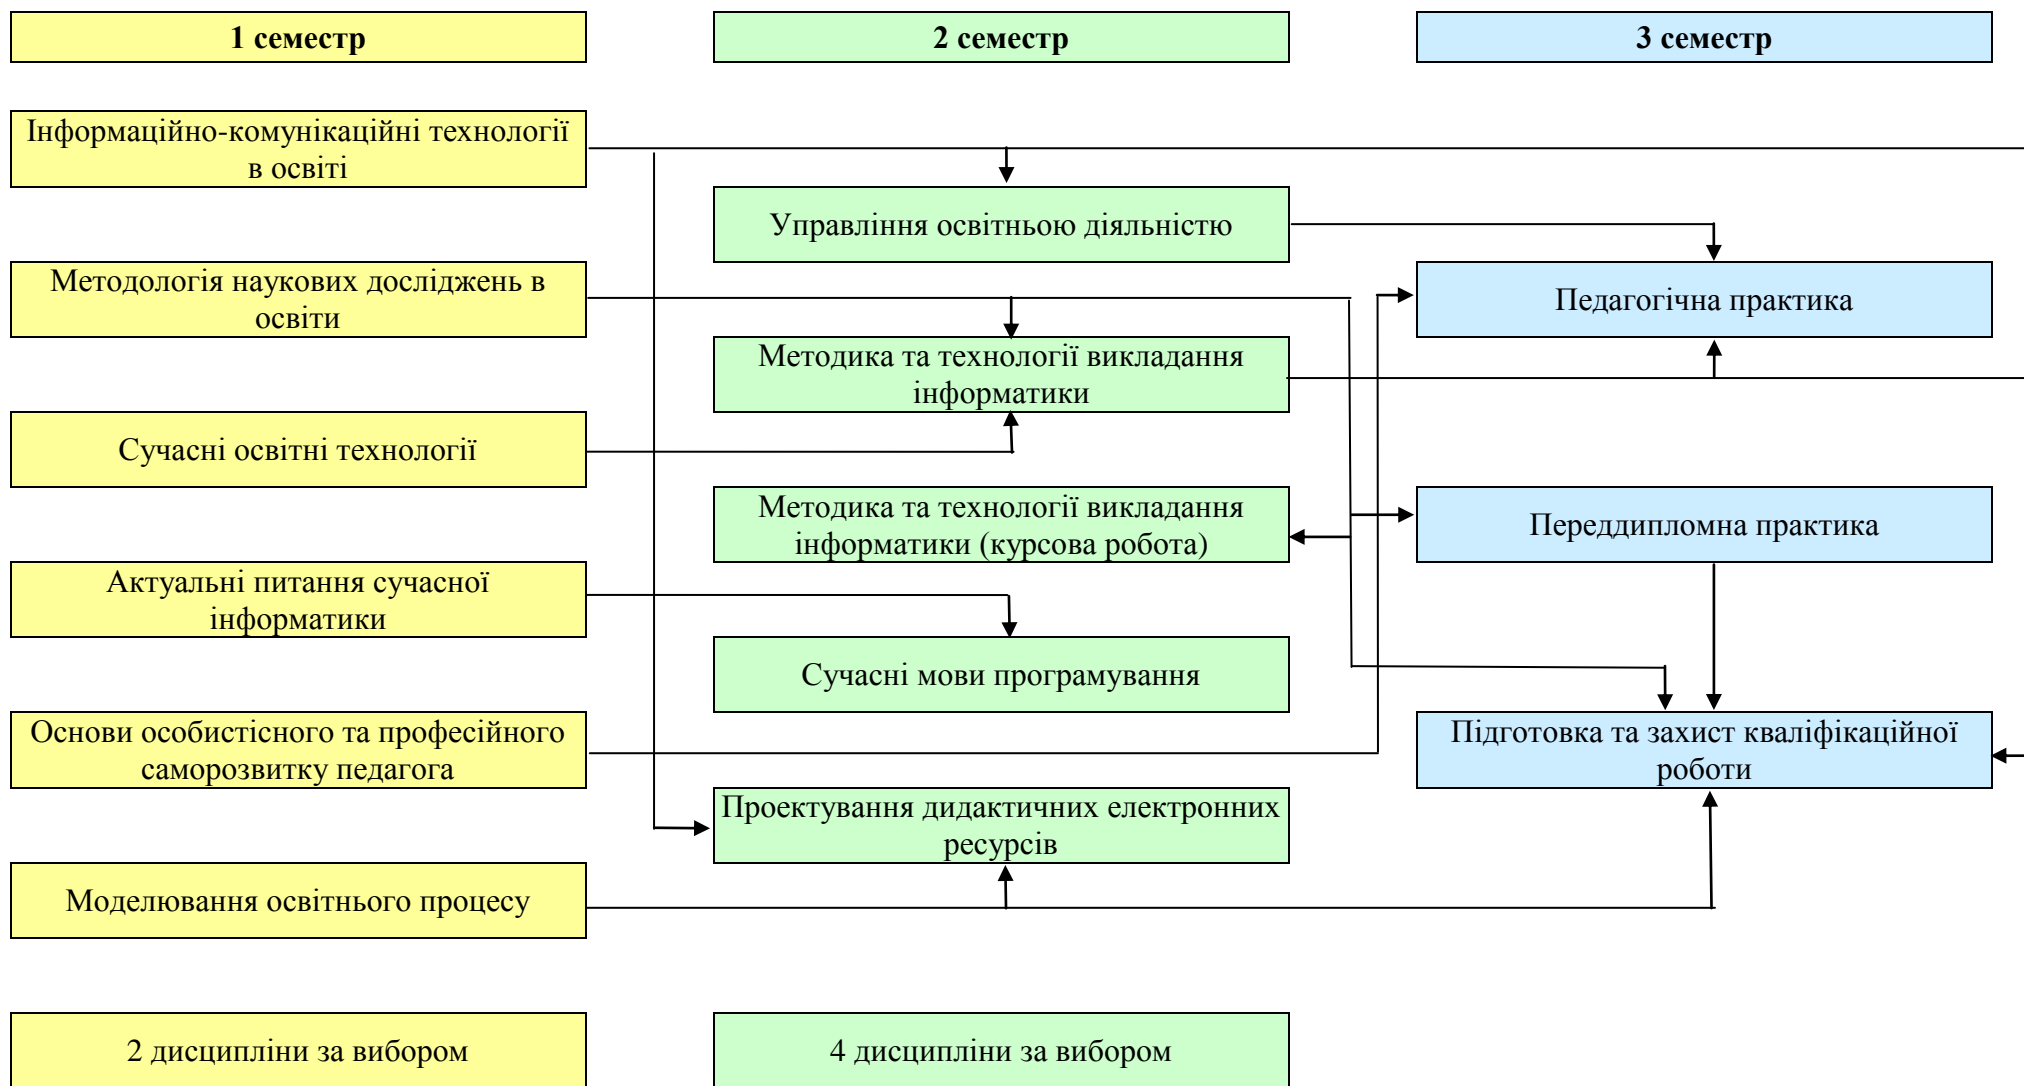 1 семестр
2 семестр
3 семестр
Інформаційно-комунікаційні технології
в освіті
Управління освітньою діяльністю
Методологія наукових досліджень в
освіти
Педагогічна практика
Методика та технології викладання
інформатики
Сучасні освітні технології
Методика та технології викладання
інформатики (курсова робота)
Переддипломна практика
Актуальні питання сучасної
інформатики
Сучасні мови програмування
Основи особистісного та професійного
саморозвитку педагога
Підготовка та захист кваліфікаційної
роботи
Проектування дидактичних електронних
ресурсів
Моделювання освітнього процесу
2 дисципліни за вибором
4 дисципліни за вибором